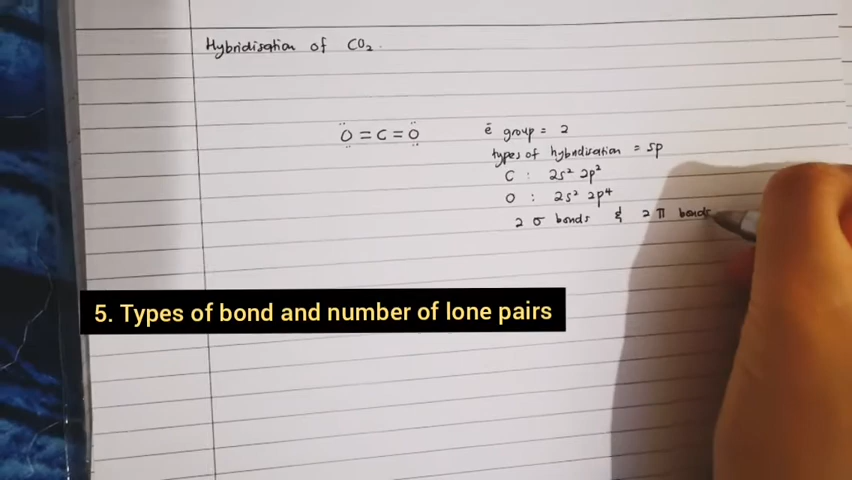 Hybridisation of CO₂.
Ö = C = Ö
ē group = 2
types of hybridisation = sp
C : 2s² 2p²
O : 2s² 2p⁴
2 σ bonds & 2 π bonds
5. Types of bond and number of lone pairs